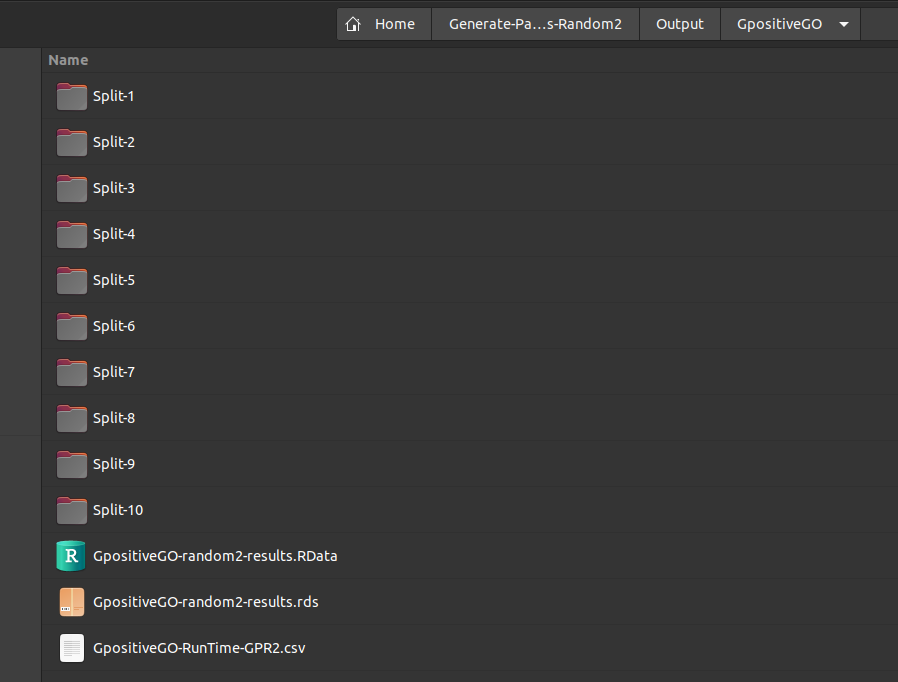 Home Generate-Pa...s-Random2 Output GpositiveGO
Name
Split-1
Split-2
Split-3
Split-4
Split-5
Split-6
Split-7
Split-8
Split-9
Split-10
R GpositiveGO-random2-results.RData
GpositiveGO-random2-results.rds
GpositiveGO-RunTime-GPR2.csv